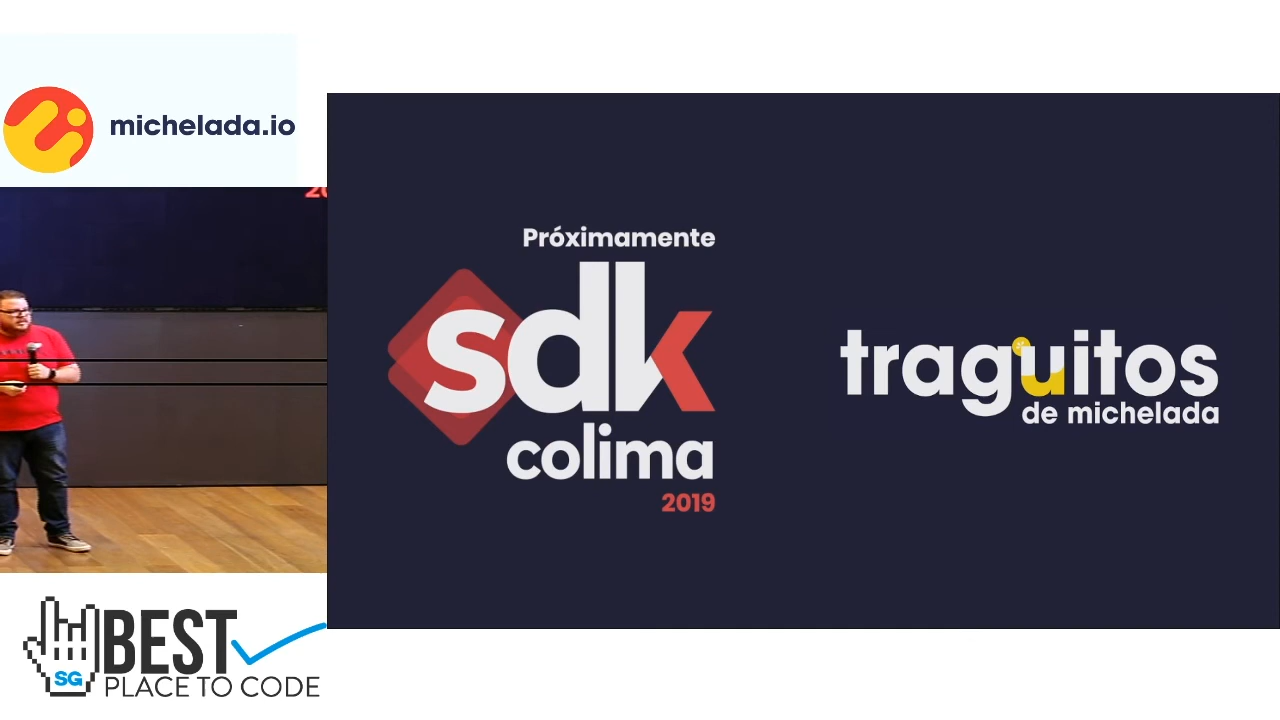 michelada.io
Próximamente
sdk
colima
2019
traguitos
de michelada
SG
BEST
PLACE TO CODE